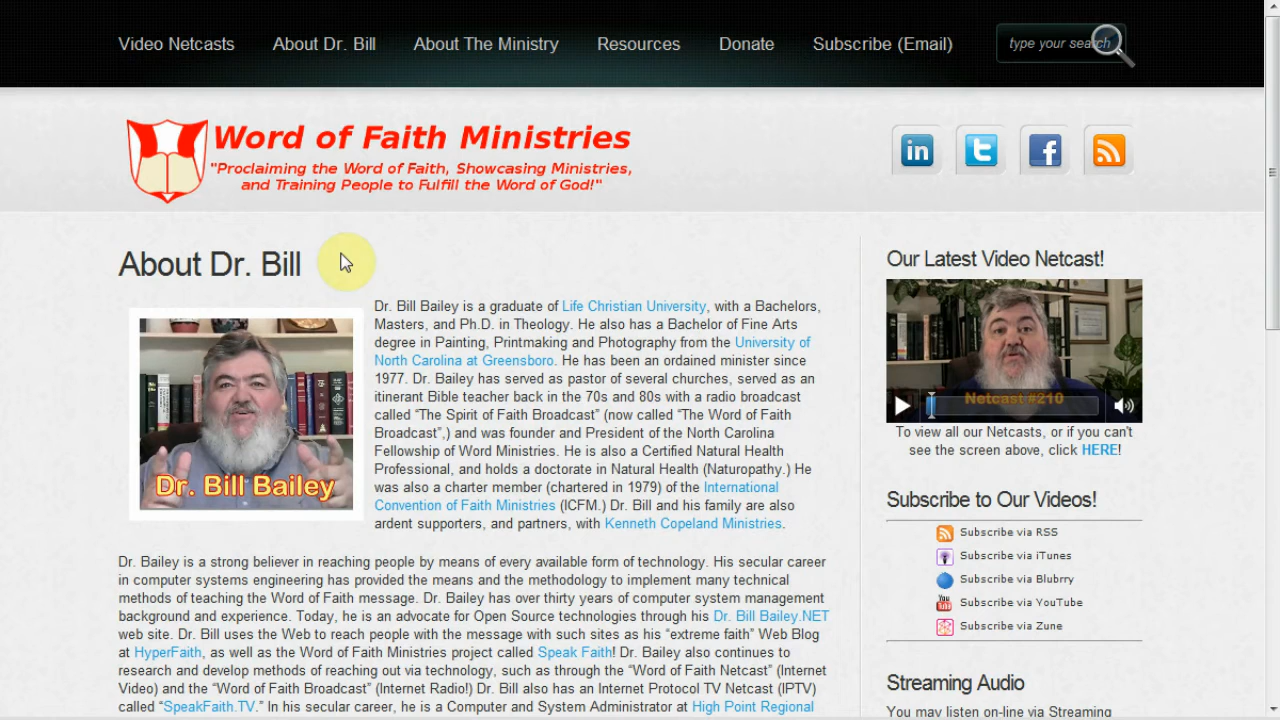 Video Netcasts About Dr. Bill About The Ministry Resources Donate Subscribe (Email) type your search
Word of Faith Ministries
"Proclaiming the Word of Faith, Showcasing Ministries,
and Training People to Fulfill the Word of God!"
About Dr. Bill
Dr. Bill Bailey
Dr. Bill Bailey is a graduate of Life Christian University, with a Bachelors,
Masters, and Ph.D. in Theology. He also has a Bachelor of Fine Arts
degree in Painting, Printmaking and Photography from the University of
North Carolina at Greensboro. He has been an ordained minister since
1977. Dr. Bailey has served as pastor of several churches, served as an
itinerant Bible teacher back in the 70s and 80s with a radio broadcast
called “The Spirit of Faith Broadcast” (now called “The Word of Faith
Broadcast”,) and was founder and President of the North Carolina
Fellowship of Word Ministries. He is also a Certified Natural Health
Professional, and holds a doctorate in Natural Health (Naturopathy.) He
was also a charter member (chartered in 1979) of the International
Convention of Faith Ministries (ICFM.) Dr. Bill and his family are also
ardent supporters, and partners, with Kenneth Copeland Ministries.
Dr. Bailey is a strong believer in reaching people by means of every available form of technology. His secular career
in computer systems engineering has provided the means and the methodology to implement many technical
methods of teaching the Word of Faith message. Dr. Bailey has over thirty years of computer system management
background and experience. Today, he is an advocate for Open Source technologies through his Dr. Bill Bailey.NET
web site. Dr. Bill uses the Web to reach people with the message with such sites as his “extreme faith” Web Blog
at HyperFaith, as well as the Word of Faith Ministries project called Speak Faith! Dr. Bailey also continues to
research and develop methods of reaching out via technology, such as through the “Word of Faith Netcast” (Internet
Video) and the “Word of Faith Broadcast” (Internet Radio!) Dr. Bill also has an Internet Protocol TV Netcast (IPTV)
called “SpeakFaith.TV.” In his secular career, he is a Computer and System Administrator at High Point Regional
Our Latest Video Netcast!
Netcast #210
To view all our Netcasts, or if you can't
see the screen above, click HERE!
Subscribe to Our Videos!
Subscribe via RSS
Subscribe via iTunes
Subscribe via Blubrry
Subscribe via YouTube
Subscribe via Zune
Streaming Audio
You may listen on-line via Streaming